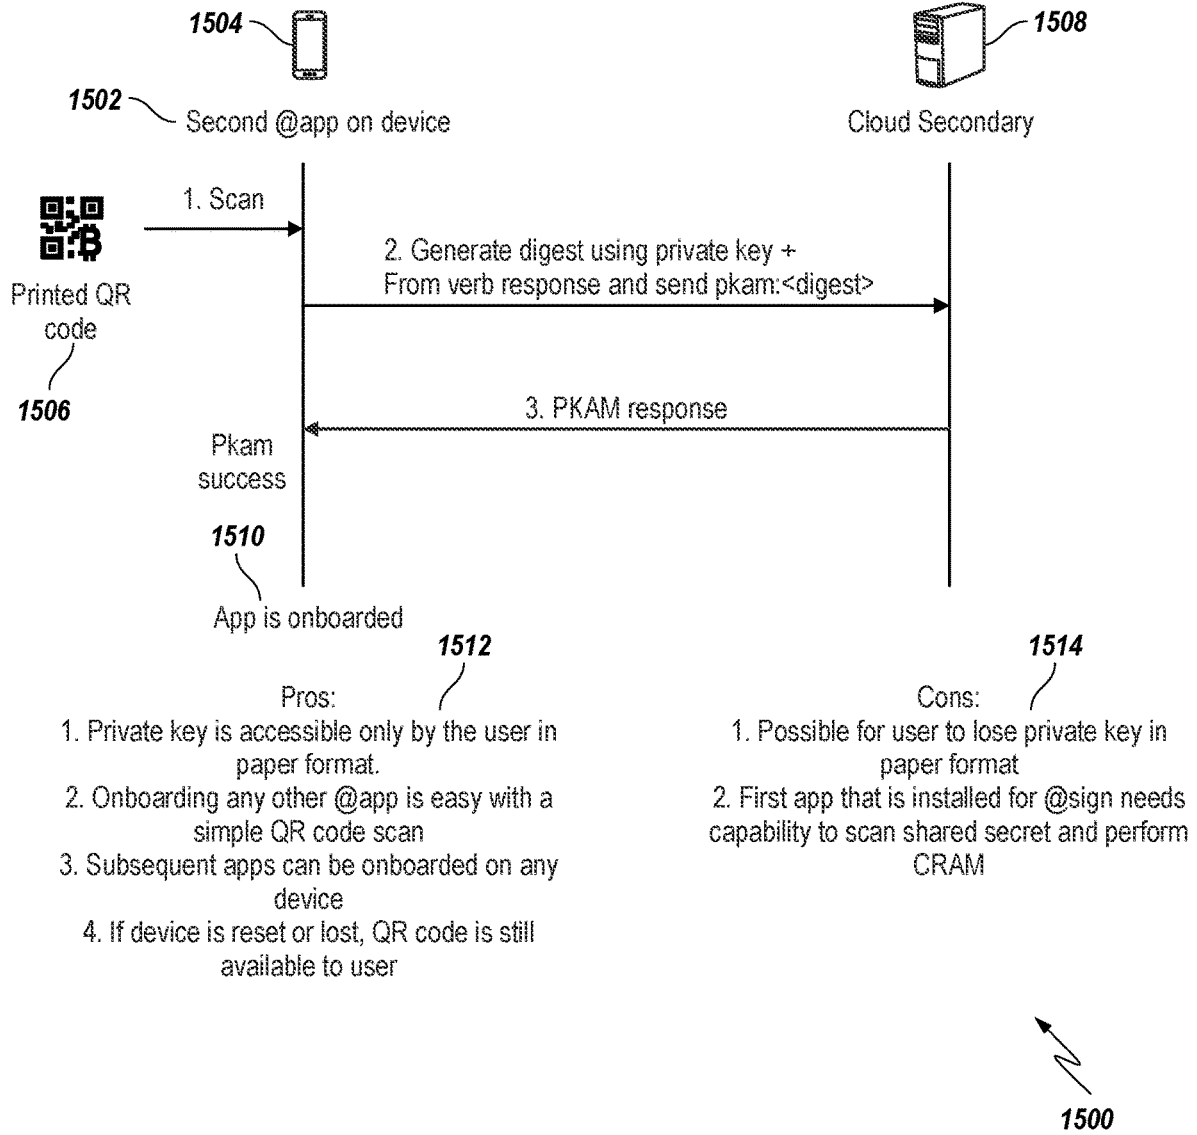 1504
1508
1502
Second @app on device
Cloud Secondary
1. Scan
2. Generate digest using private key +
From verb response and send pkam:<digest>
Printed QR
code
1506
3. PKAM response
Pkam
success
1510
App is onboarded
1512
1514
Pros:
1. Private key is accessible only by the user in
paper format.
2. Onboarding any other @app is easy with a
simple QR code scan
3. Subsequent apps can be onboarded on any
device
4. If device is reset or lost, QR code is still
available to user
Cons:
1. Possible for user to lose private key in
paper format
2. First app that is installed for @sign needs
capability to scan shared secret and perform
CRAM
1500